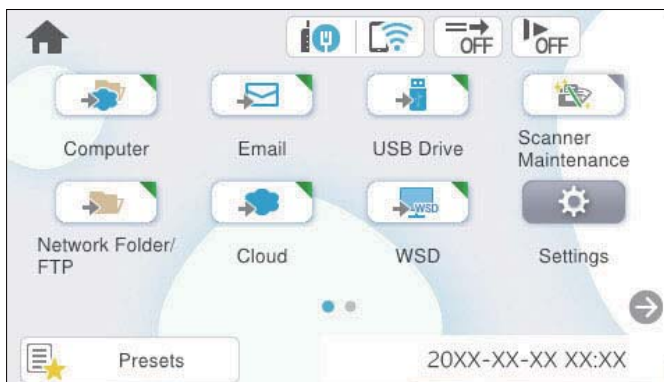 OFF
OFF
Computer
Email
USB Drive
Scanner
Maintenance
WSD
Network Folder/
FTP
Cloud
WSD
Settings
Presets
20XX-XX-XX XX:XX